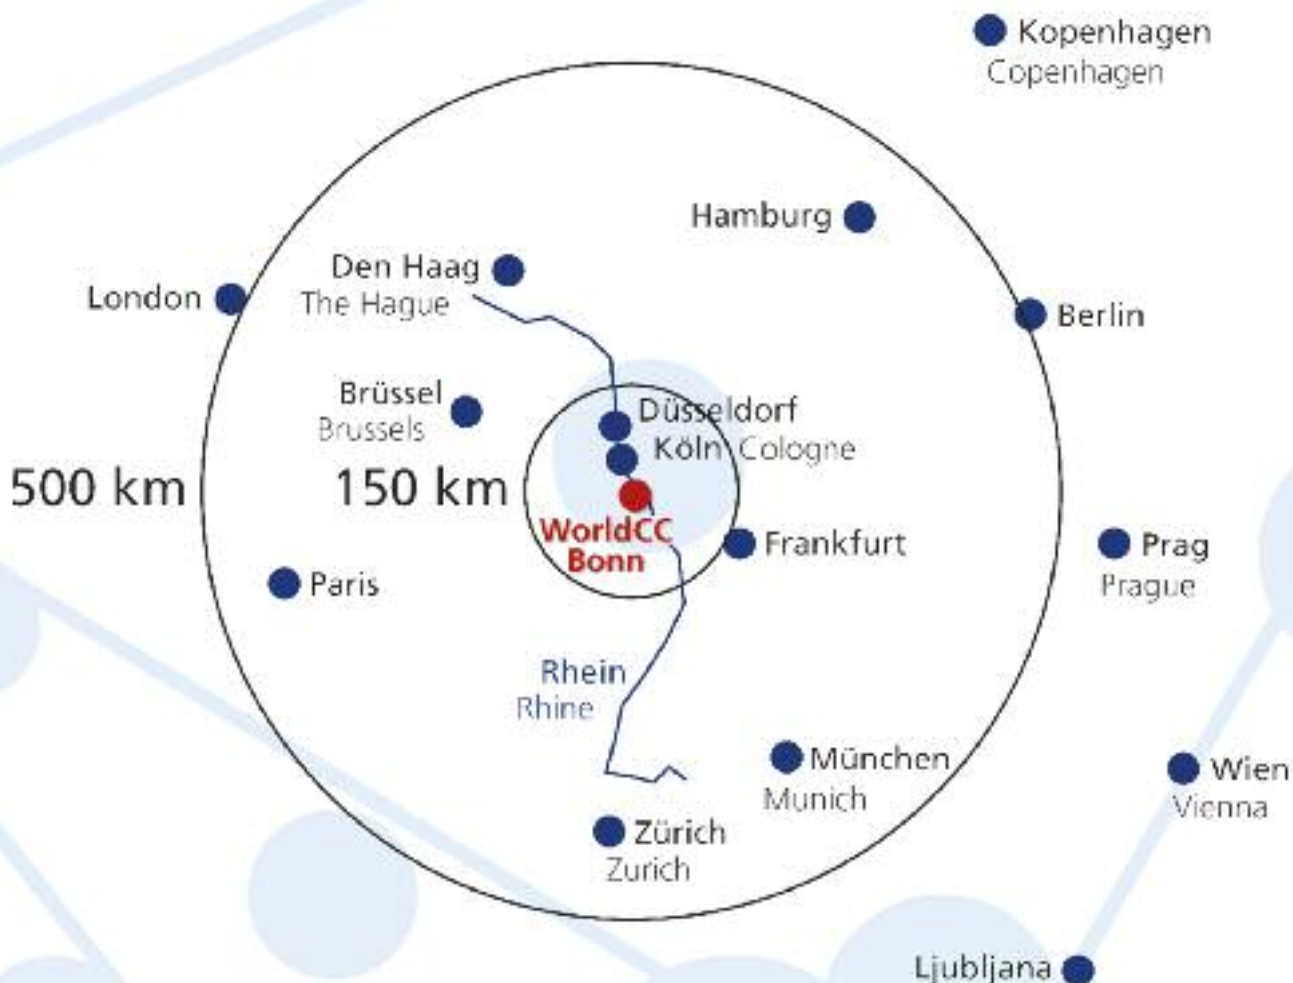 Kopenhagen
Copenhagen
Hamburg
Den Haag
The Hague
London
Berlin
Brüssel
Brussels
Düsseldorf
Köln Cologne
500 km
150 km
WorldCC
Bonn
Frankfurt
Prag
Prague
Paris
Rhein
Rhine
München
Munich
Wien
Vienna
Zürich
Zurich
Ljubljana